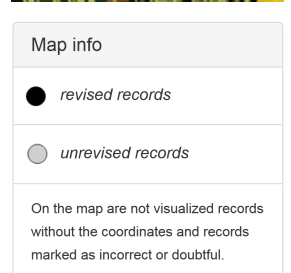 Map info
revised records
unrevised records
On the map are not visualized records
without the coordinates and records
marked as incorrect or doubtful.